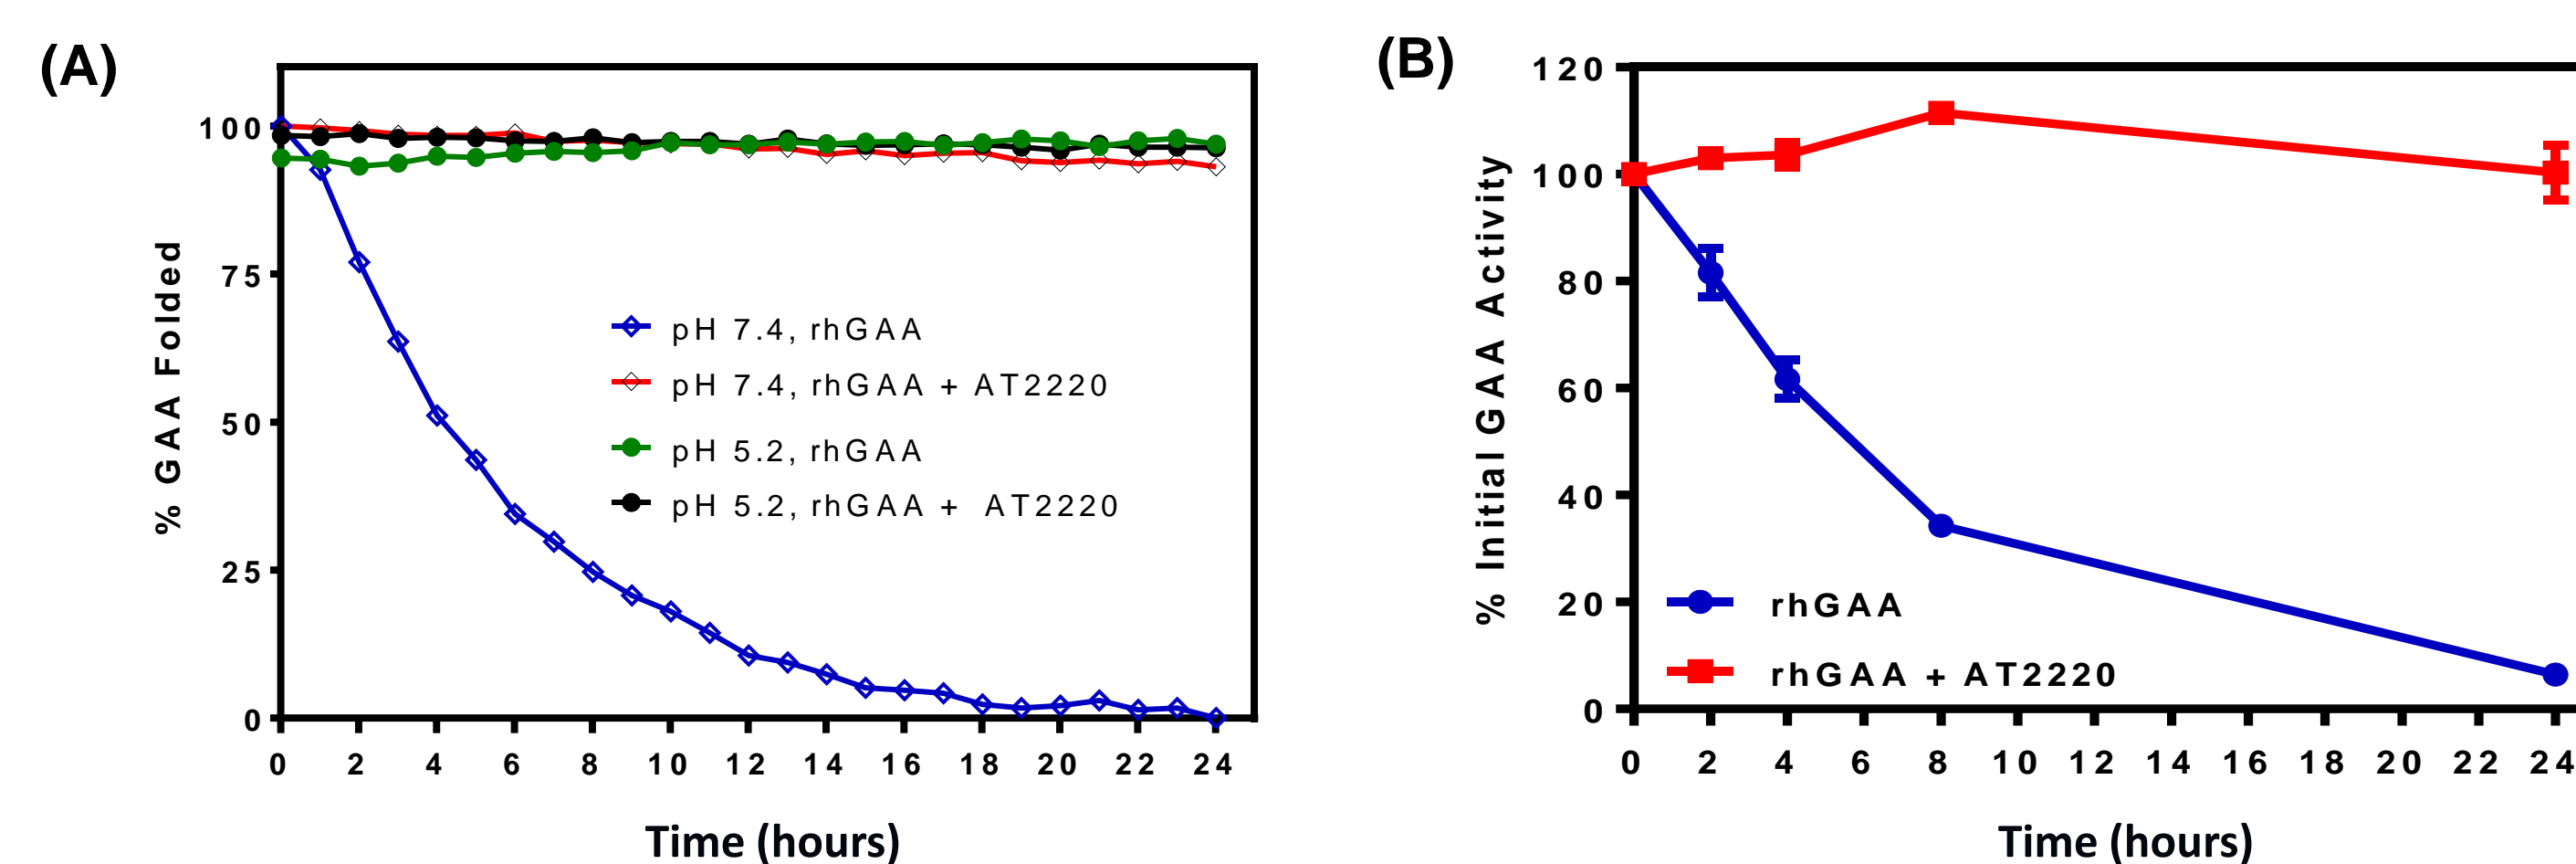 (A)
% GAA Folded
100
75
50
25
0
pH 7.4, rhGAA
pH 7.4, rhGAA + AT2220
pH 5.2, rhGAA
pH 5.2, rhGAA + AT2220
0 2 4 6 8 10 12 14 16 18 20 22 24
Time (hours)
(B)
% Initial GAA Activity
120
100
80
60
40
20
0
rhGAA
rhGAA + AT2220
0 2 4 6 8 10 12 14 16 18 20 22 24
Time (hours)